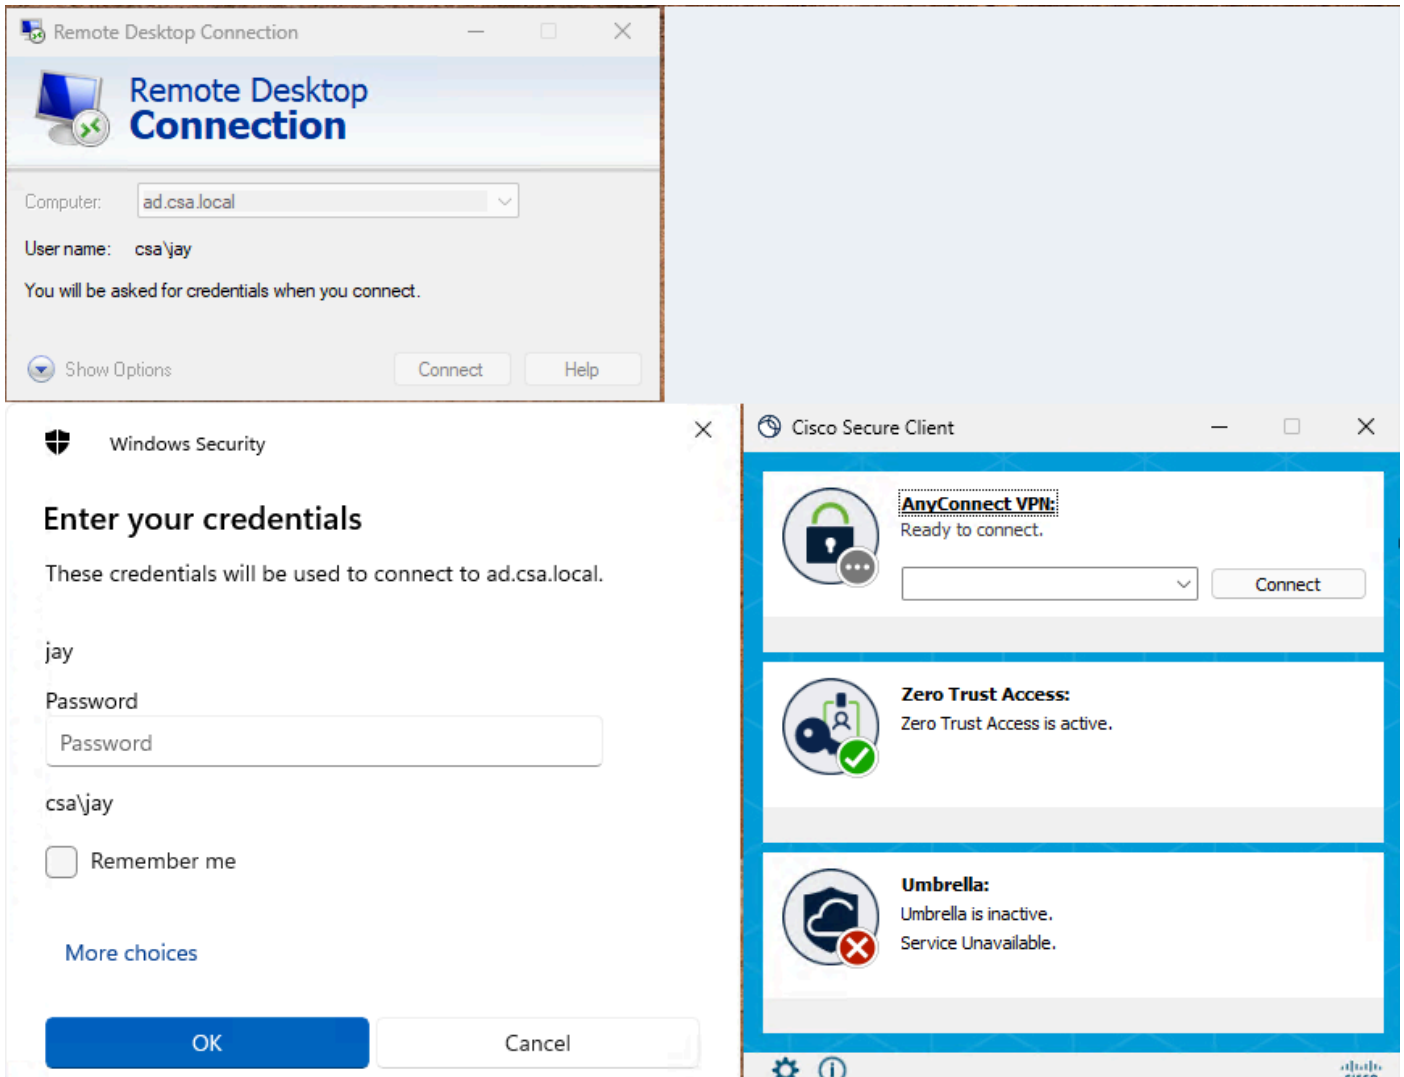 Remote Desktop Connection
Remote Desktop
Connection
Computer:
ad.csa.local
User name:
csa\jay
You will be asked for credentials when you connect.
Show Options
Connect
Help
Windows Security
Enter your credentials
These credentials will be used to connect to ad.csa.local.
jay
Password
Password
csa\jay
Remember me
More choices
OK
Cancel
Cisco Secure Client
AnyConnect VPN:
Ready to connect.
Connect
Zero Trust Access:
Zero Trust Access is active.
Umbrella:
Umbrella is inactive.
Service Unavailable.